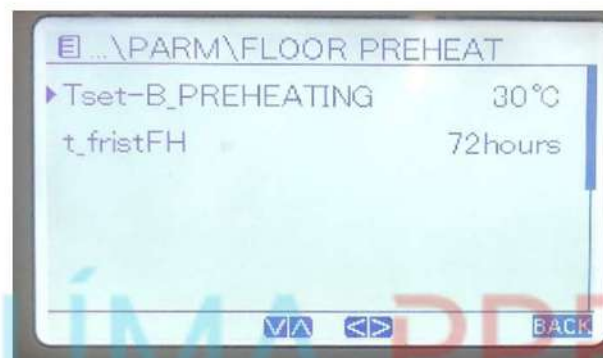 ...\PARM\FLOOR PREHEAT
Tset-B_PREHEATING 30°C
t_fristFH 72hours
BACK